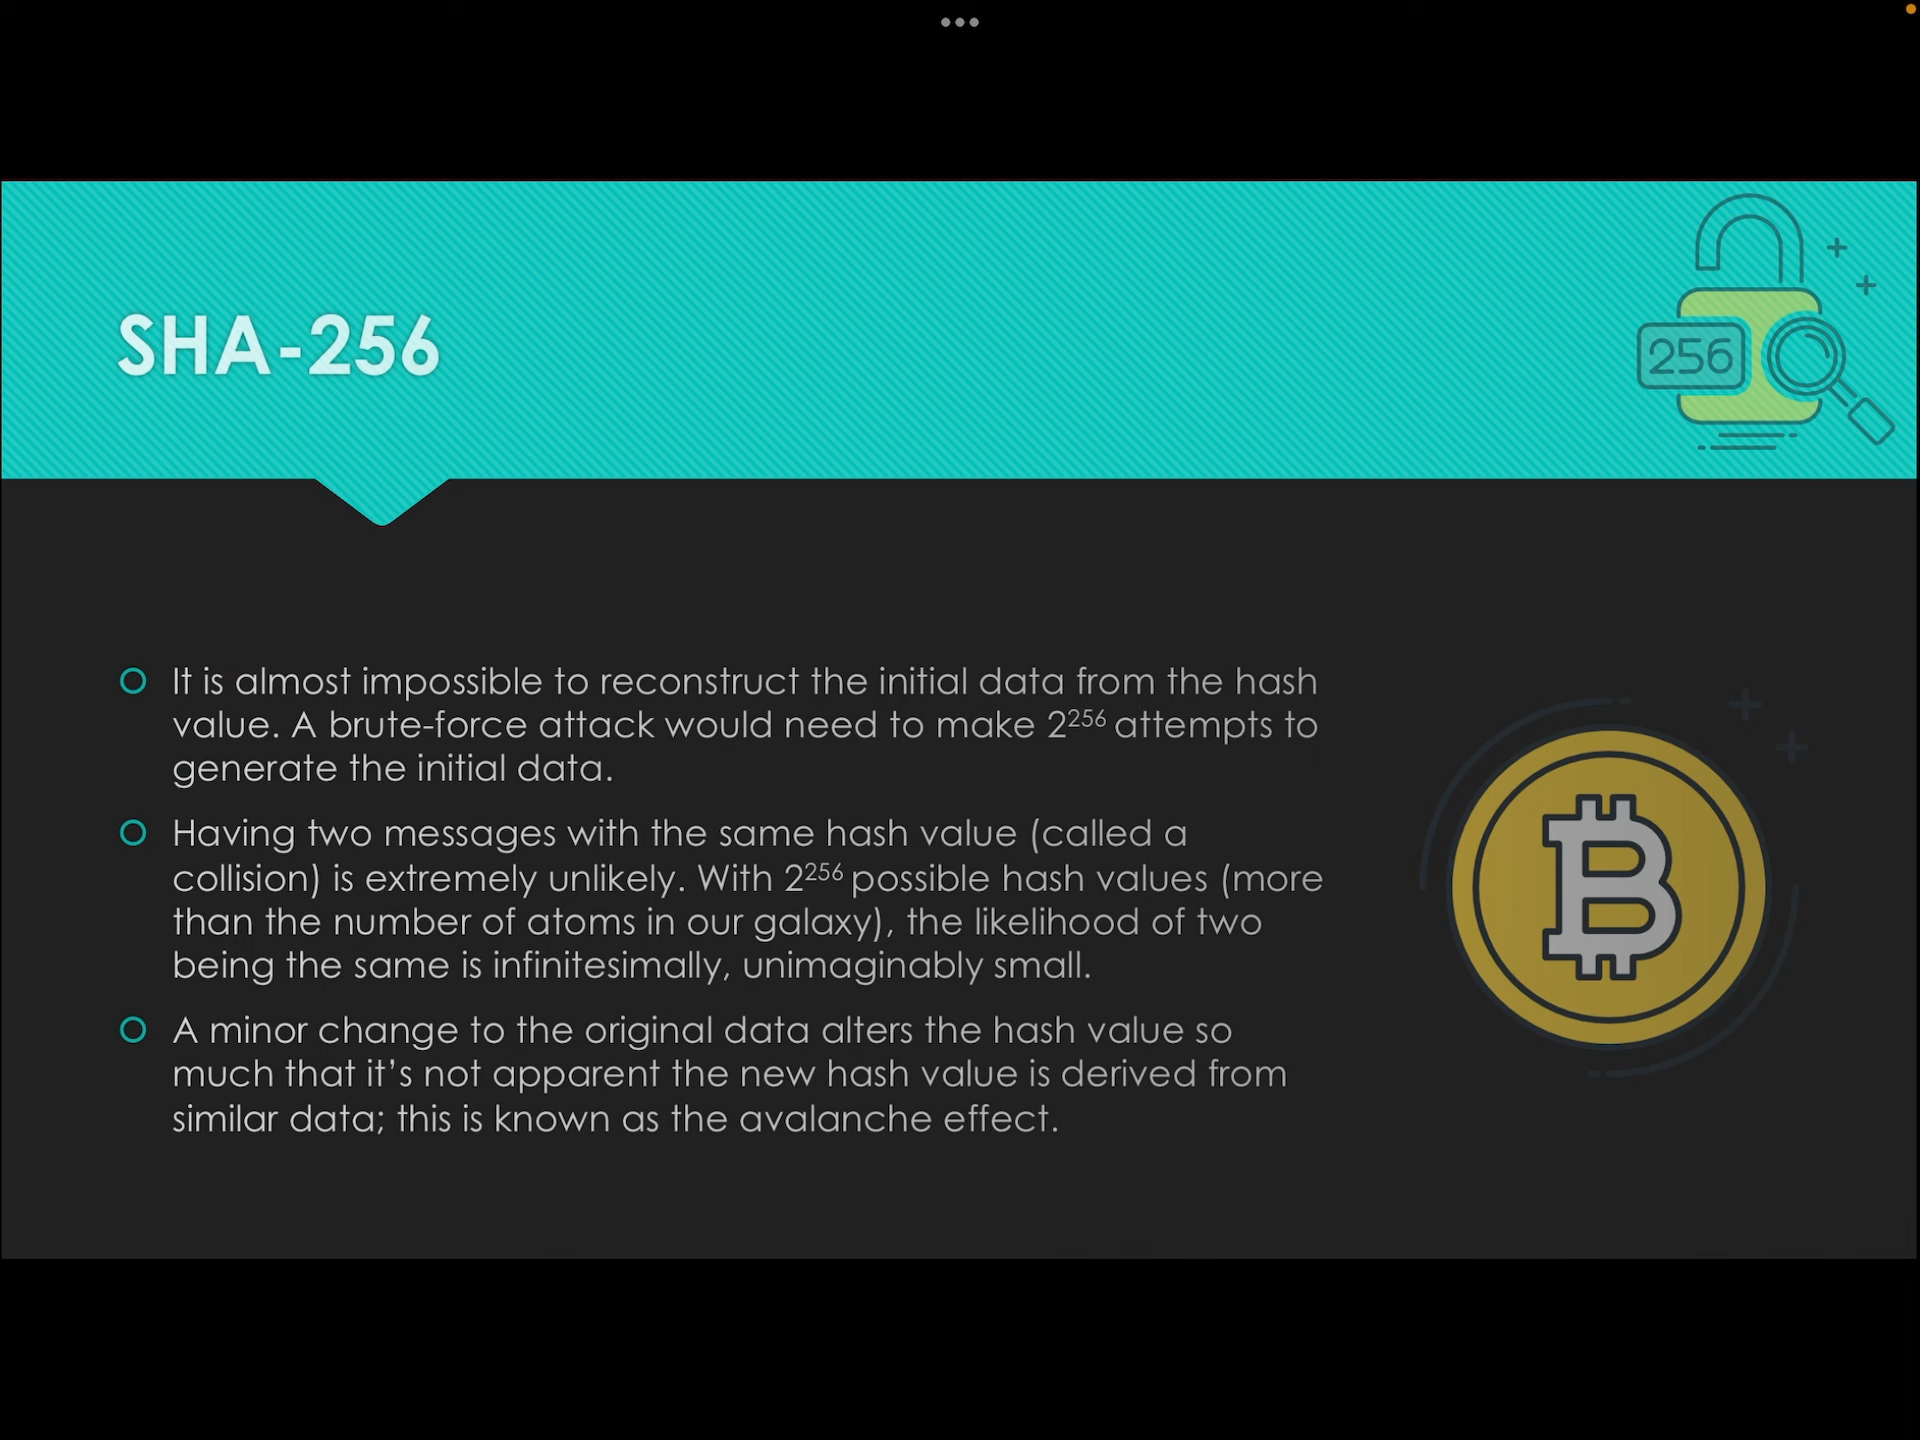 SHA-256
256
It is almost impossible to reconstruct the initial data from the hash
value. A brute-force attack would need to make 2²⁵⁶ attempts to
generate the initial data.
Having two messages with the same hash value (called a
collision) is extremely unlikely. With 2²⁵⁶ possible hash values (more
than the number of atoms in our galaxy), the likelihood of two
being the same is infinitesimally, unimaginably small.
A minor change to the original data alters the hash value so
much that it’s not apparent the new hash value is derived from
similar data; this is known as the avalanche effect.